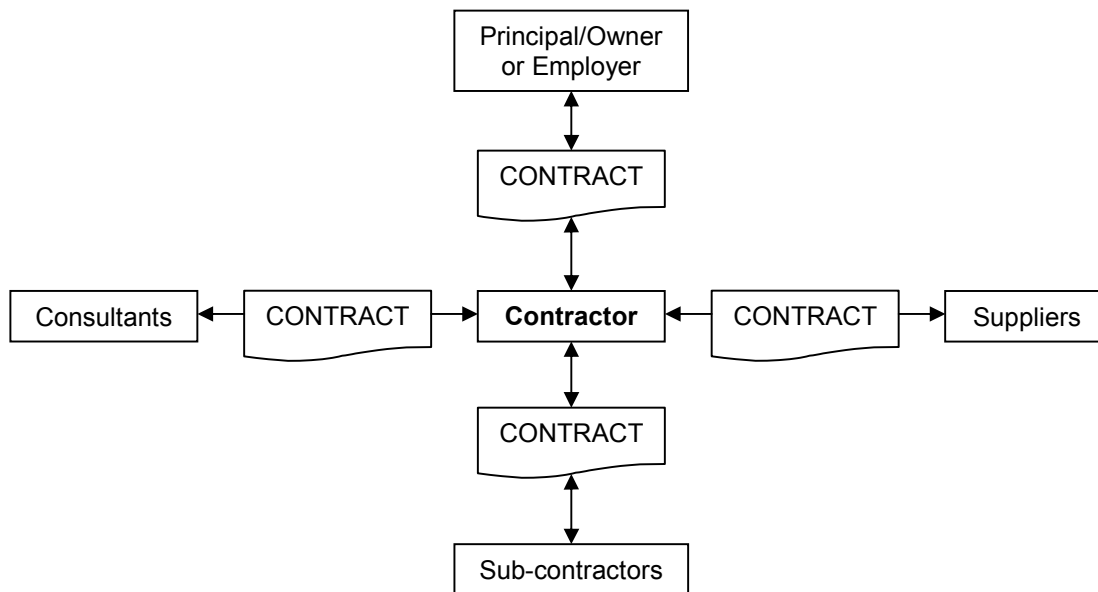 Principal/Owner
or Employer
CONTRACT
Consultants
CONTRACT
Contractor
CONTRACT
Suppliers
CONTRACT
Sub-contractors